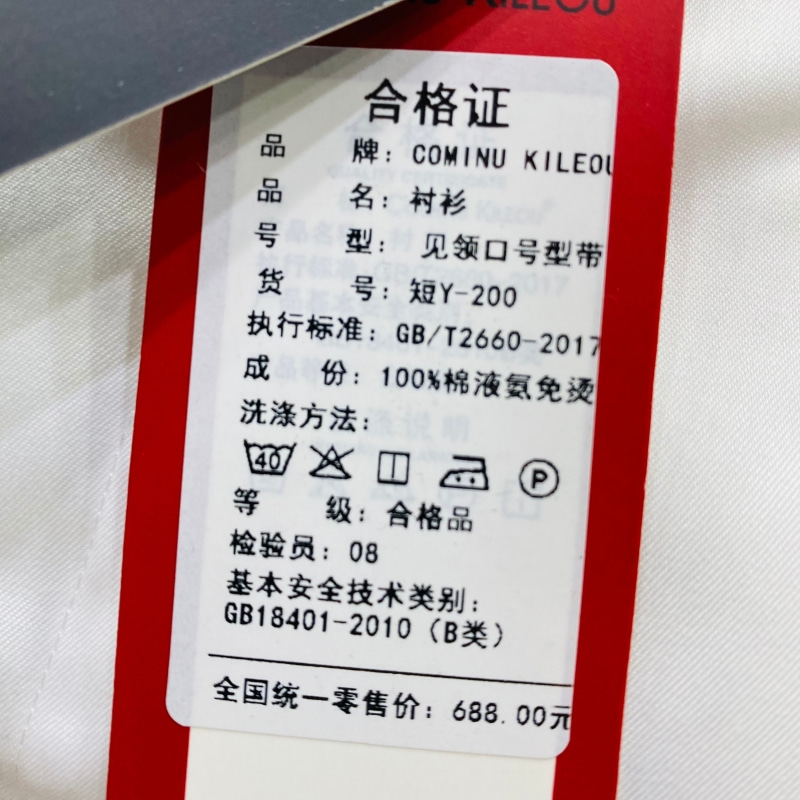 KILEOU
合格证
品 牌: COMINU KILEOU
品 名: 衬衫
号 型: 见领口号型带
货 号: 短Y-200
执行标准: GB/T2660-2017
成 份: 100%棉液氨免烫
洗涤方法:
40 P
等 级: 合格品
检验员: 08
基本安全技术类别:
GB18401-2010 (B类)
全国统一零售价: 688.00元